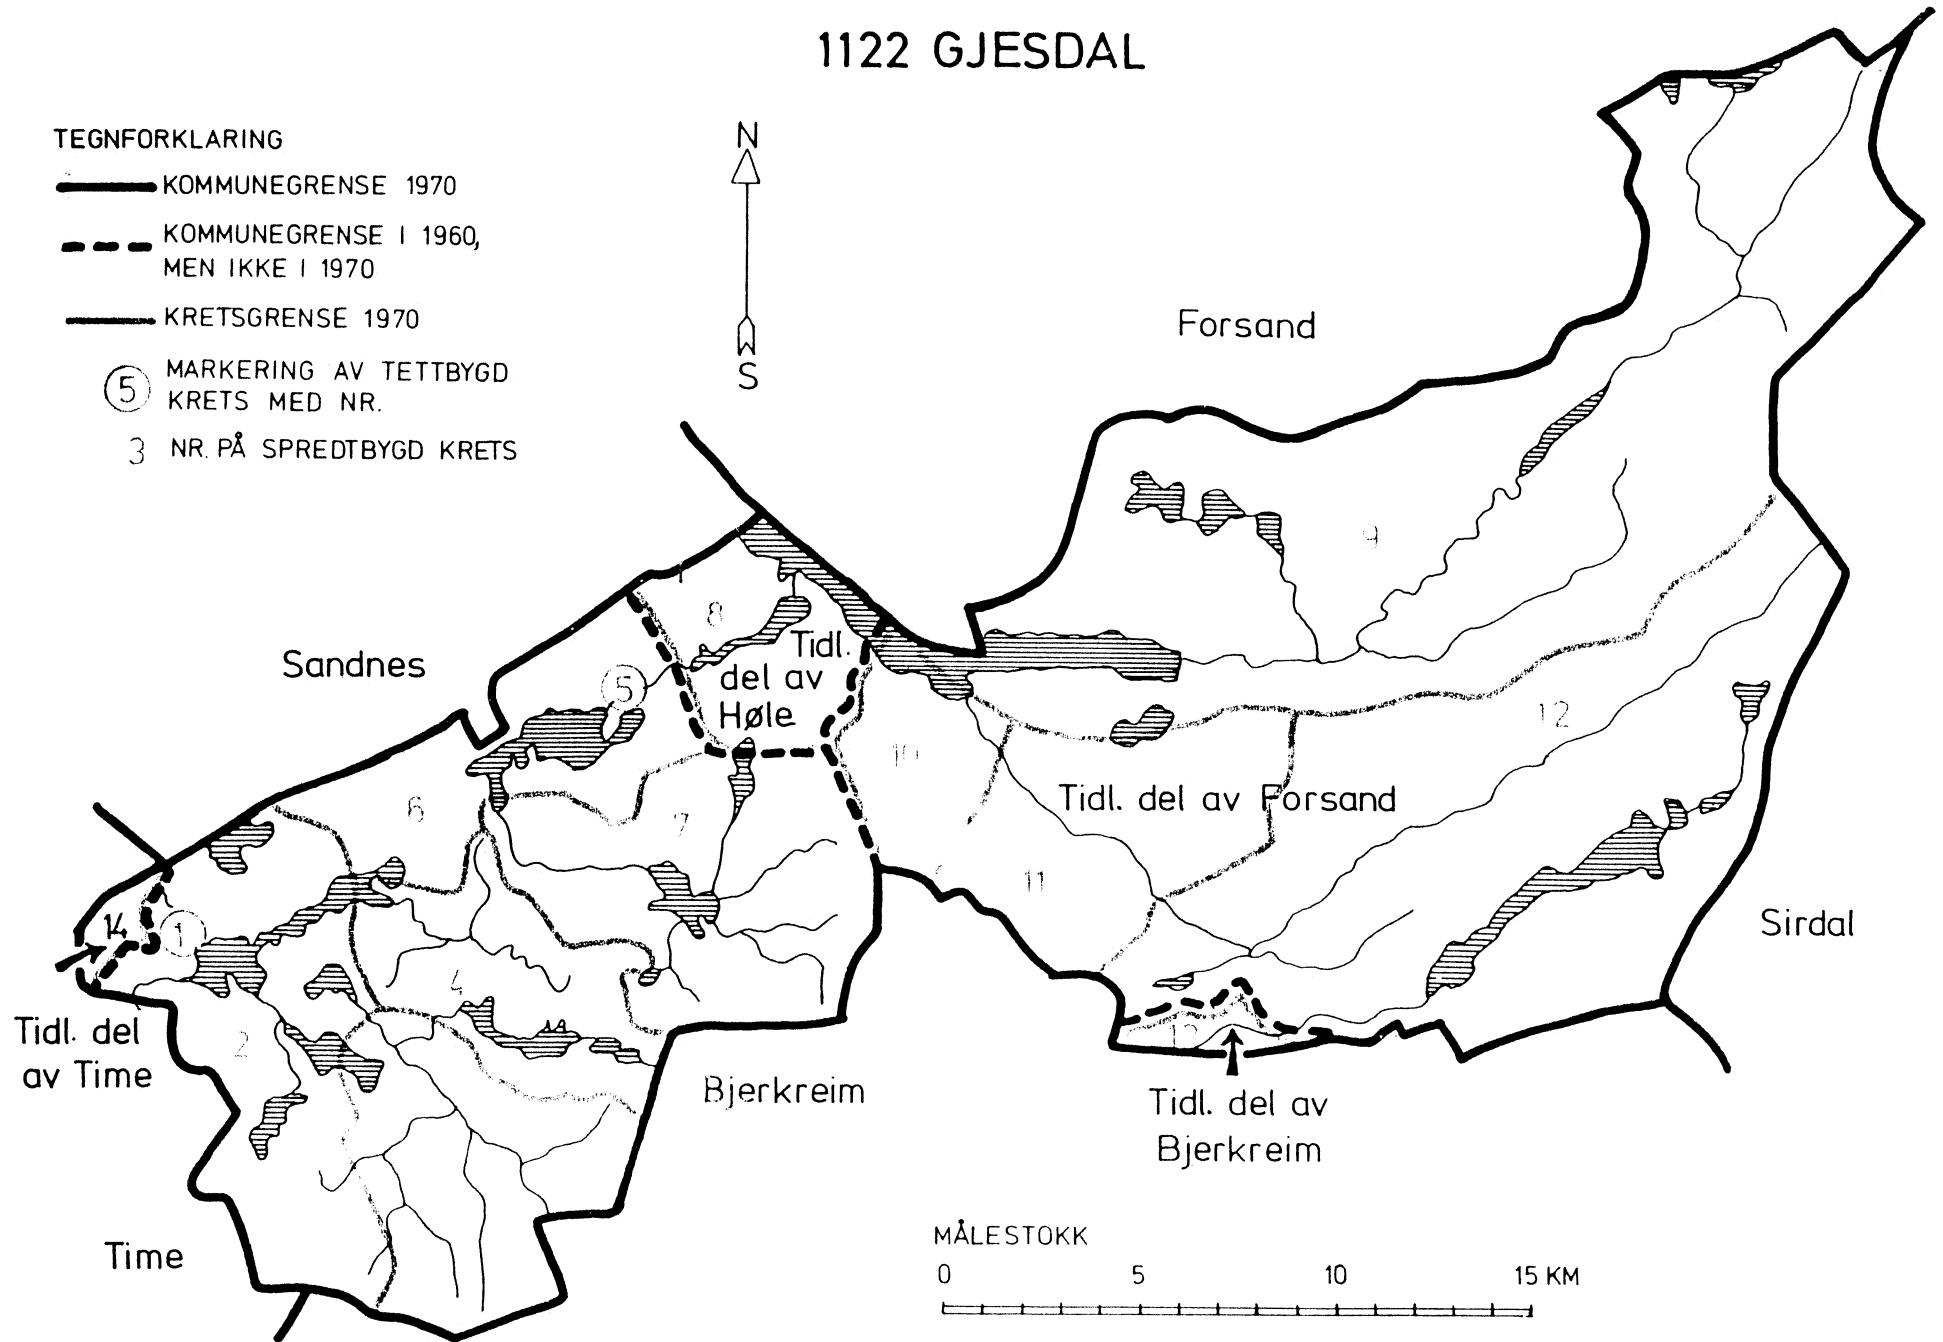 1122 GJESDAL
TEGNFORKLARING
KOMMUNEGRENSE 1970
KOMMUNEGRENSE I 1960,
MEN IKKE I 1970
KRETSGRENSE 1970
5
MARKERING AV TETTBYGD
KRETS MED NR.
3
NR. PÅ SPREDTBYGD KRETS
N
S
Forsand
9
8
Sandnes
Tidl.
del av
Høle
5
12
10
Tidl. del av Forsand
6
7
11
14
1
Sirdal
4
2
Tidl. del
av Time
Bjerkreim
Tidl. del av
Bjerkreim
Time
MÅLESTOKK
0 5 10 15 KM